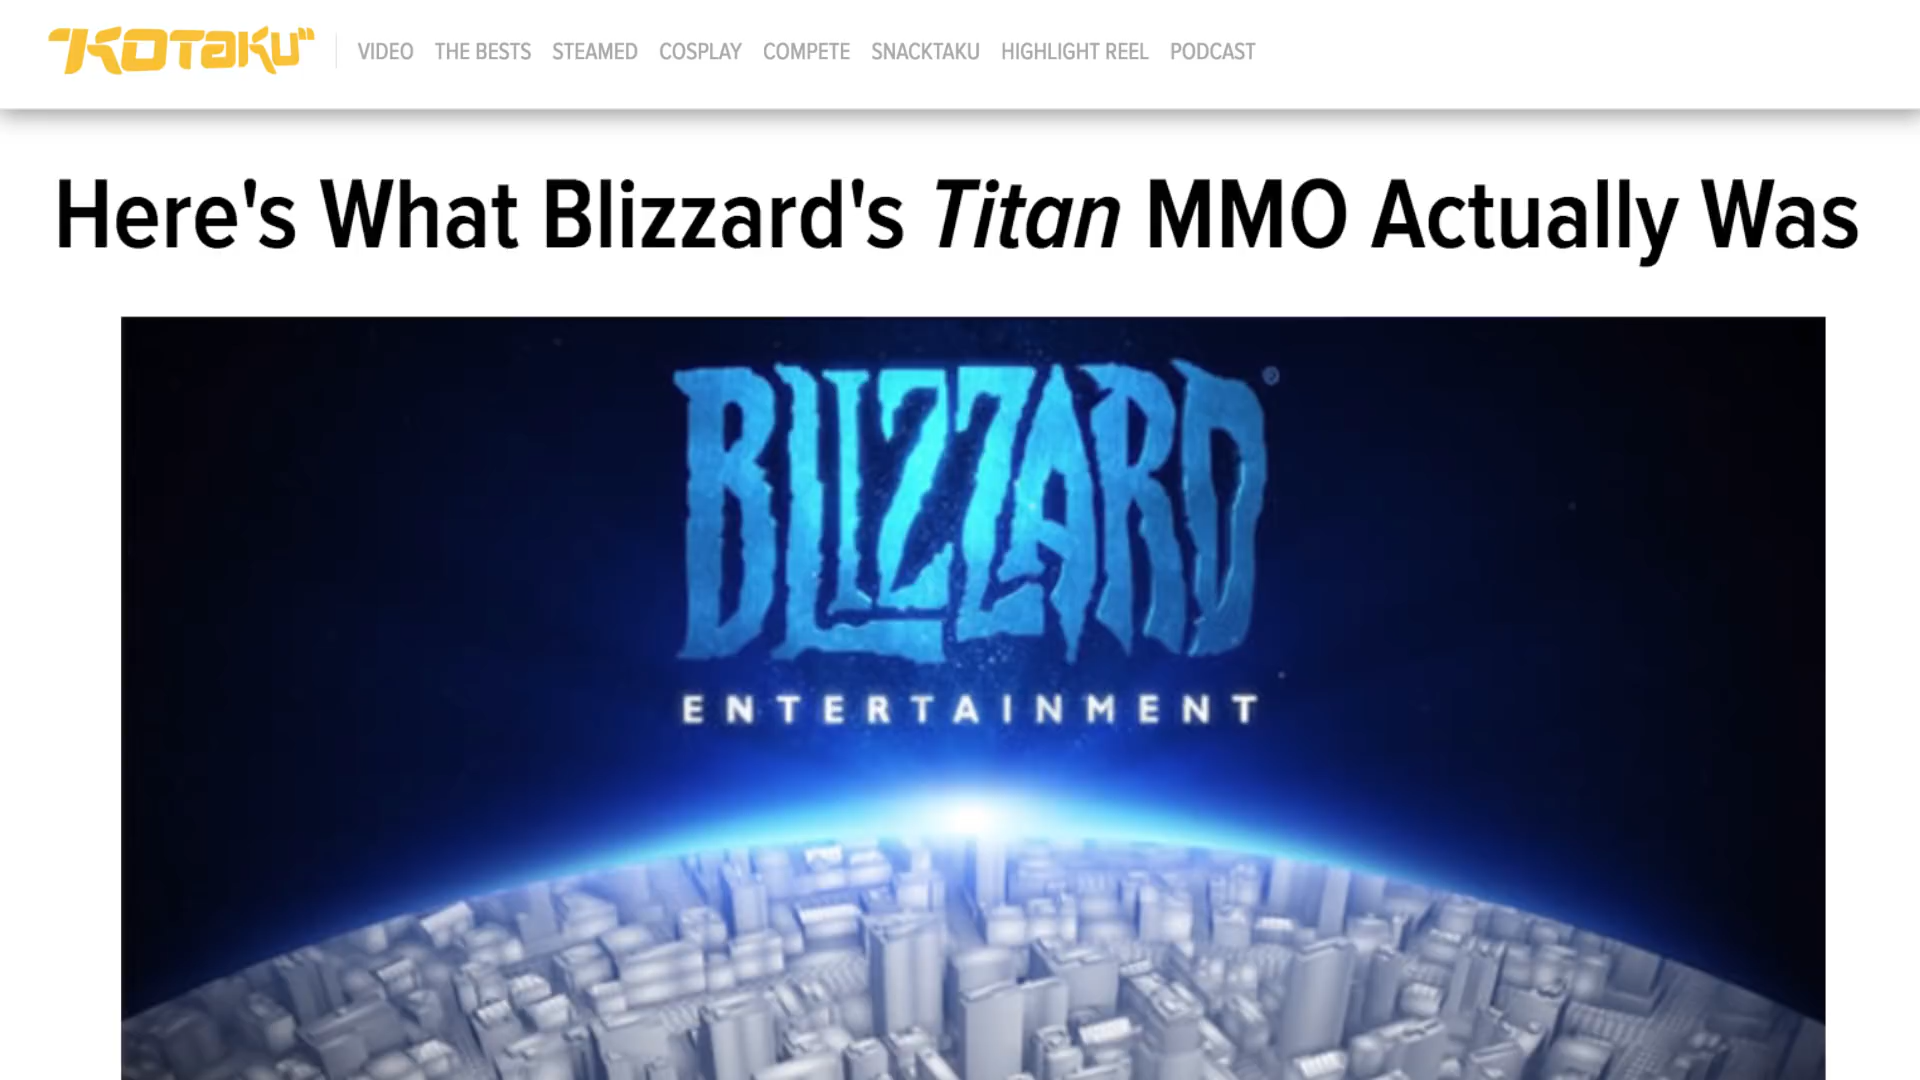 KOTAKU
VIDEO THE BESTS STEAMED COSPLAY COMPETE SNACKTAKU HIGHLIGHT REEL PODCAST
Here's What Blizzard's Titan MMO Actually Was
BLIZZARD®
ENTERTAINMENT